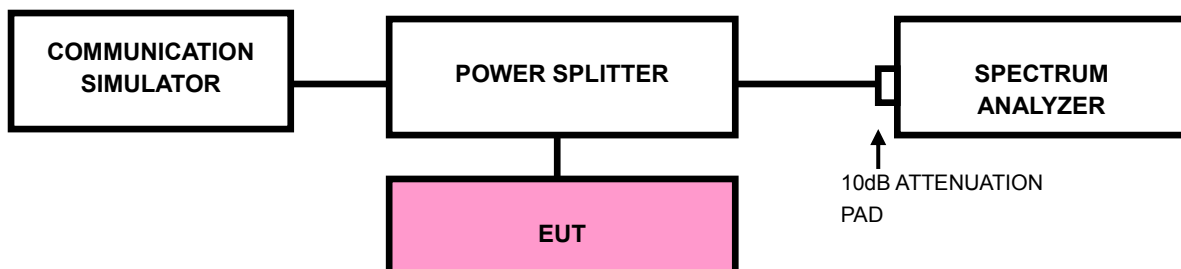 COMMUNICATION
SIMULATOR
POWER SPLITTER
SPECTRUM
ANALYZER
10dB ATTENUATION
PAD
EUT